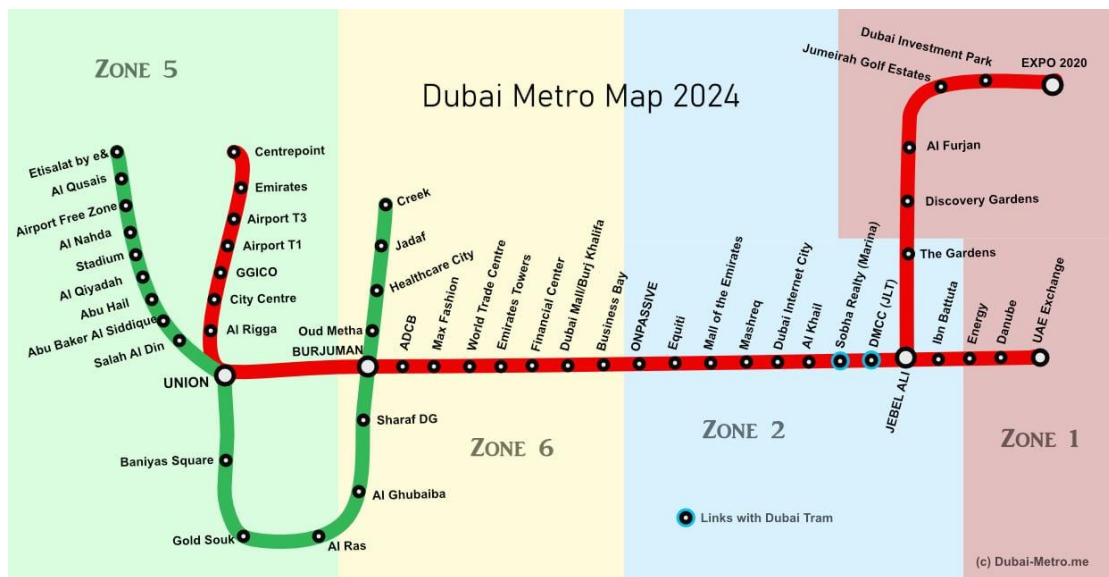 ZONE 5
Dubai Metro Map 2024
Dubai Investment Park
Jumeirah Golf Estates
EXPO 2020
Etisalat by e&
Al Qusais
Airport Free Zone
Al Nahda
Stadium
Al Qiyadah
Abu Hail
Abu Baker Al Siddique
Salah Al Din
UNION
Centrepoint
Emirates
Airport T3
Airport T1
GGICO
City Centre
Al Rigga
Creek
Jadaf
Healthcare City
Oud Metha
BURJUMAN
ADCB
Max Fashion
World Trade Centre
Emirates Towers
Financial Center
Dubai Mall/Burj Khalifa
Business Bay
ONPASSIVE
Equiti
Mall of the Emirates
Mashreq
Dubai Internet City
Al Khail
Sobha Realty (Marina)
DMCC (JLT)
JEBEL ALI
Al Furjan
Discovery Gardens
The Gardens
Ibn Battuta
Energy
Danube
UAE Exchange
Sharaf DG
Al Ghubaiba
Al Ras
Gold Souk
Baniyas Square
ZONE 6
ZONE 2
ZONE 1
Links with Dubai Tram
(c) Dubai-Metro.me